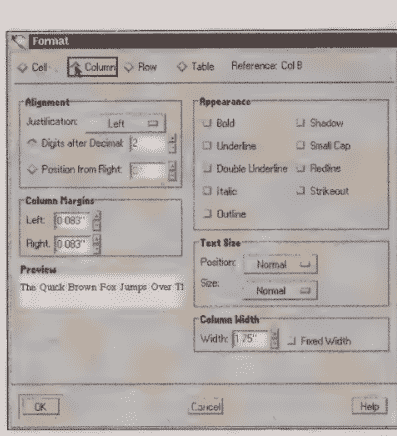 Format
Cell Column Row Table Reference: Col B
Alignment
Justification: Left
Digits after Decimal: 2
Position from Right:
Column Margins
Left: 0.083"
Right: 0.083"
Preview
The Quick Brown Fox Jumps Over Tl
Appearance
Bold Shadow
Underline Small Cap
Double Underline Redline
Italic Strikeout
Outline
Text Size
Position: Normal
Size: Normal
Column Width
Width: 1.75" Fixed Width
OK Cancel Help